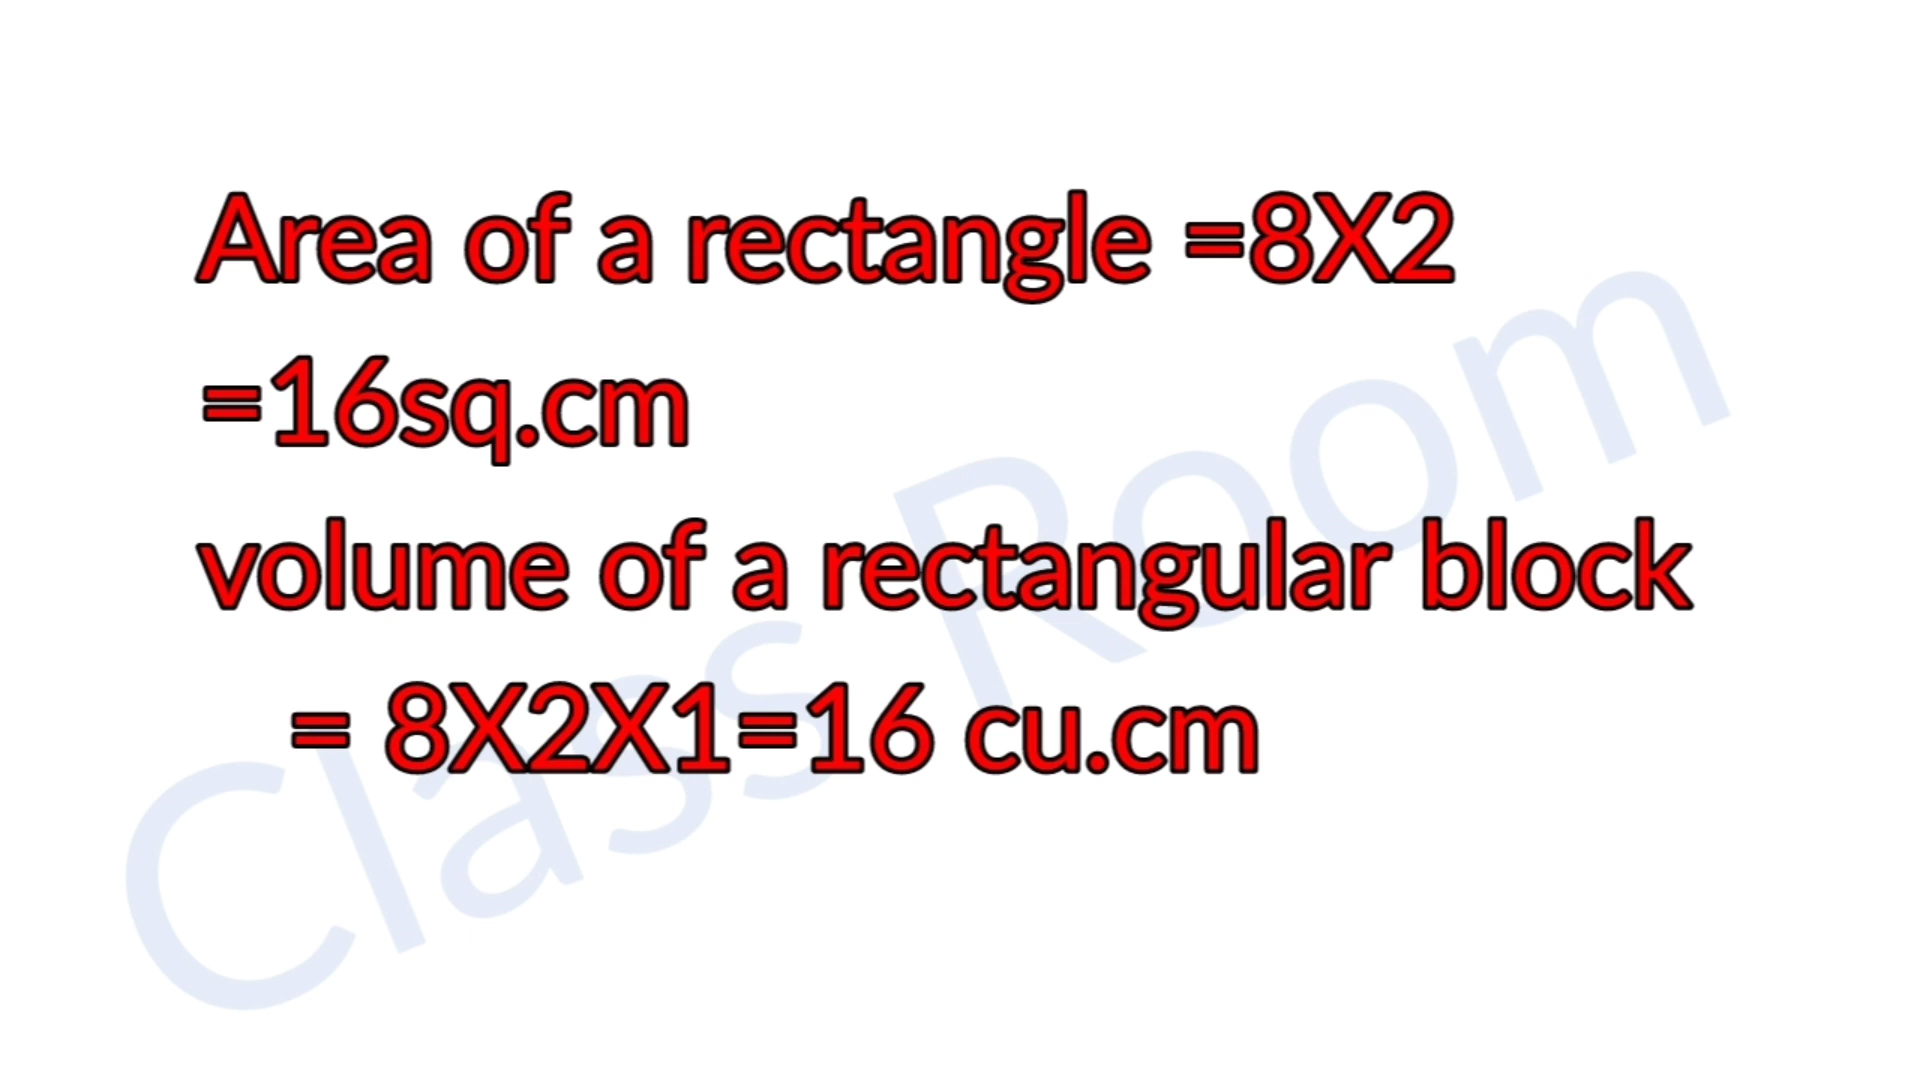 Area of a rectangle =8X2
=16sq.cm
volume of a rectangular block
= 8X2X1=16 cu.cm
Class Room